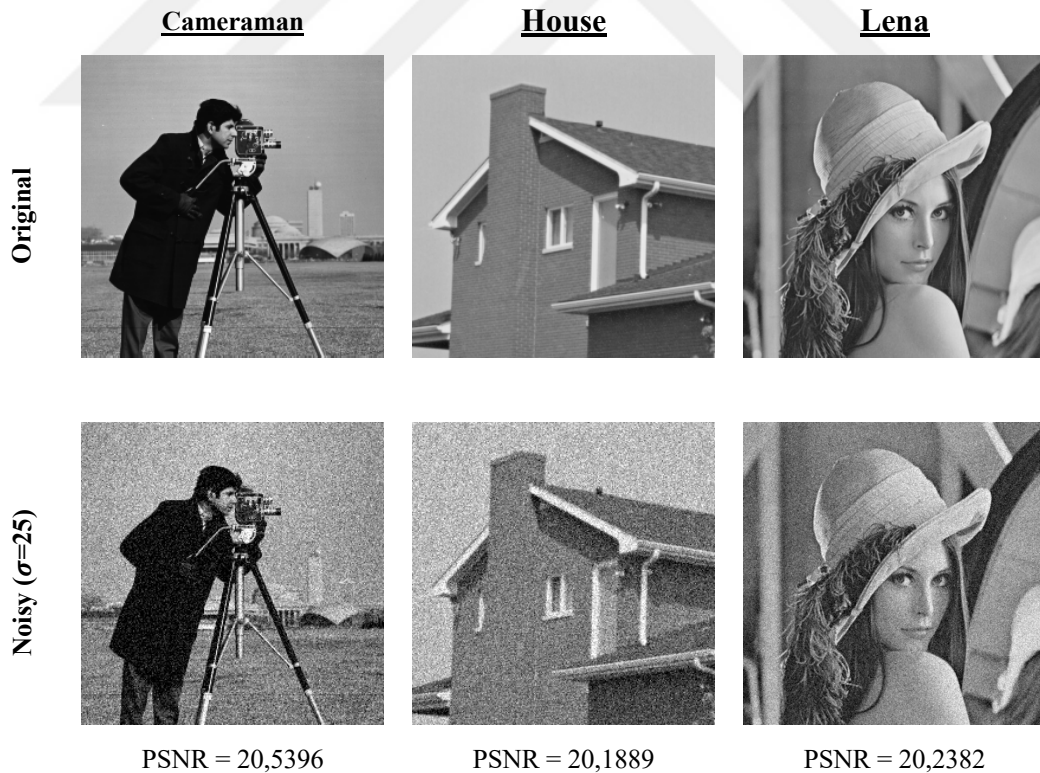 Cameraman House Lena
Original
Noisy (σ=25)
PSNR = 20,5396 PSNR = 20,1889 PSNR = 20,2382